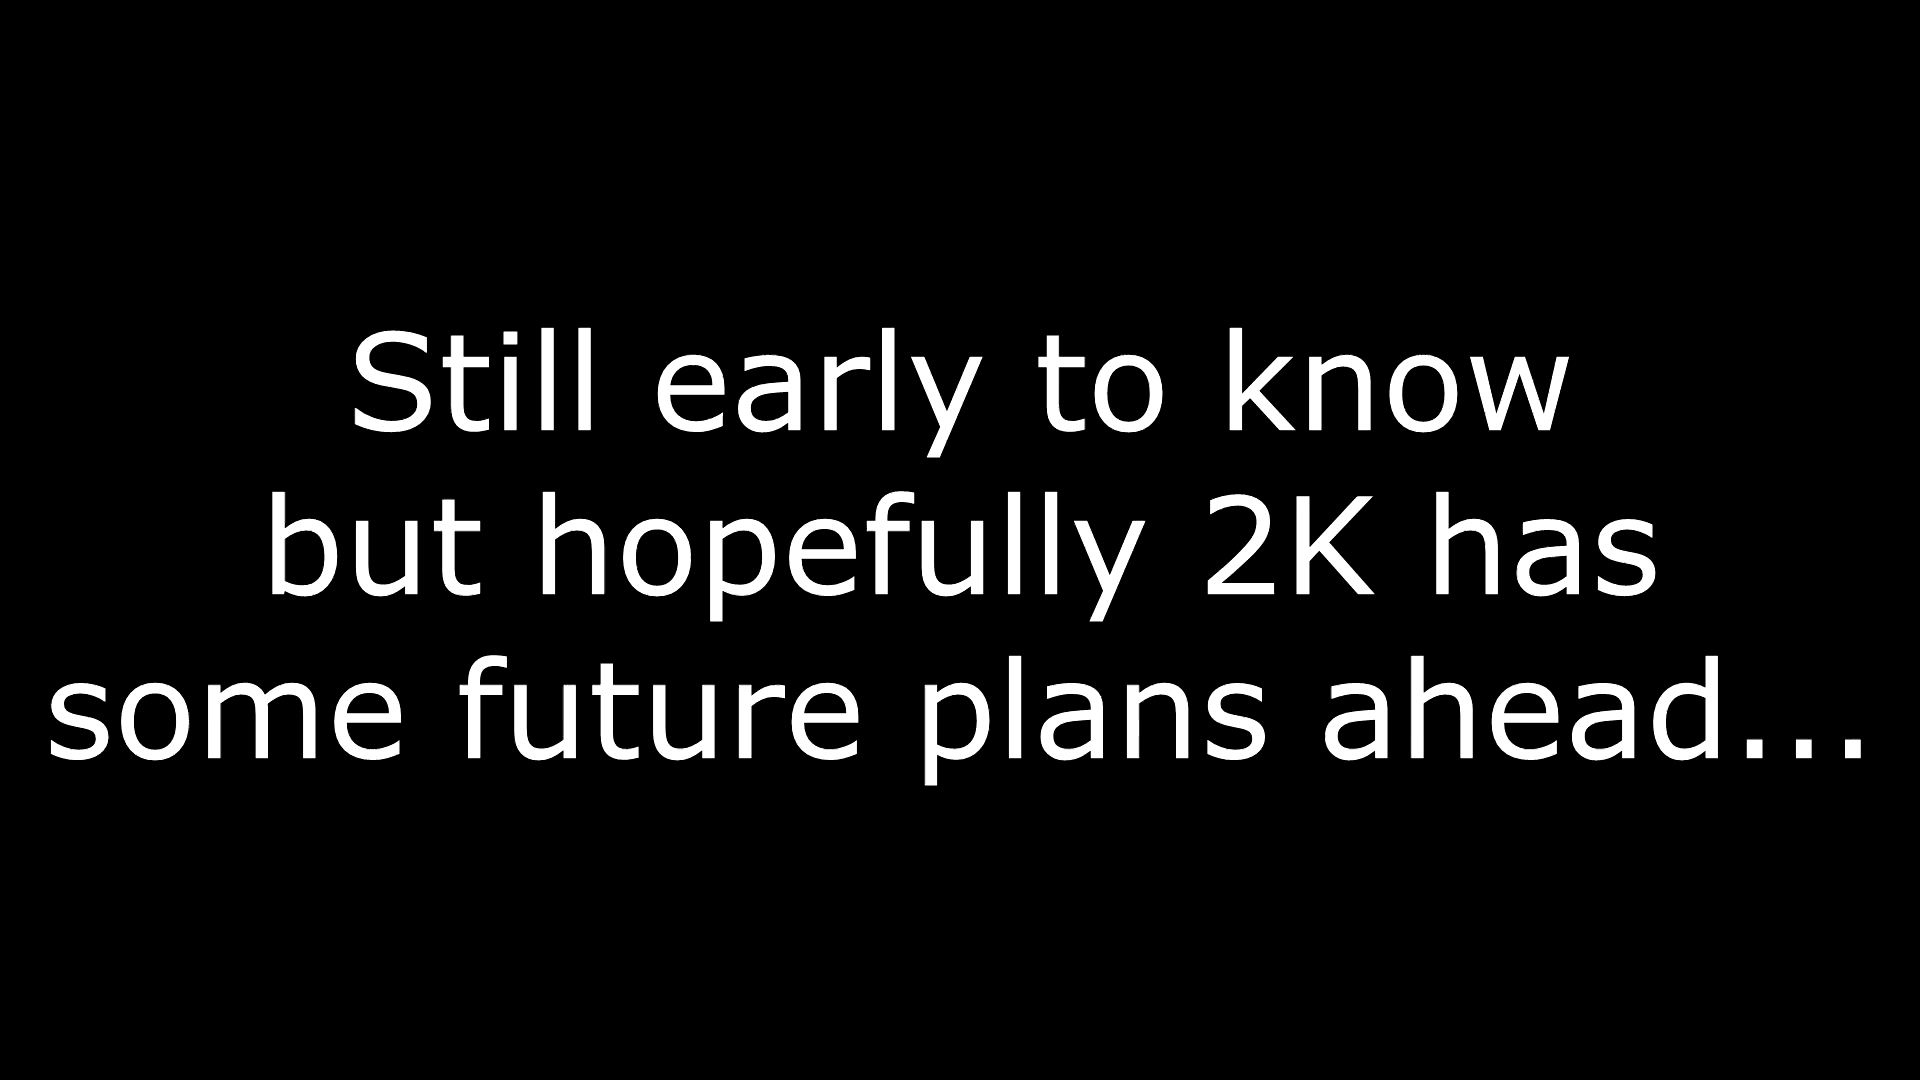 Still early to know
but hopefully 2K has
some future plans ahead...